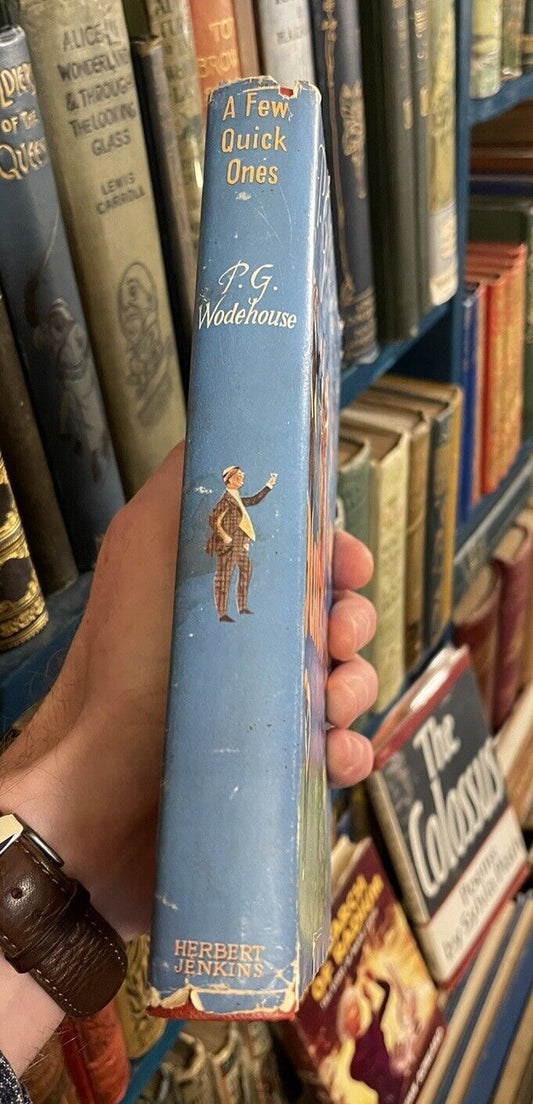 A Few
Quick
Ones
P. G.
Wodehouse
HERBERT
JENKINS
OF THE
QUEEN
ALICE IN
WONDERLAND
& THROUGH
THE LOOKING
GLASS
LEWIS
CARROLL
The
Colossus